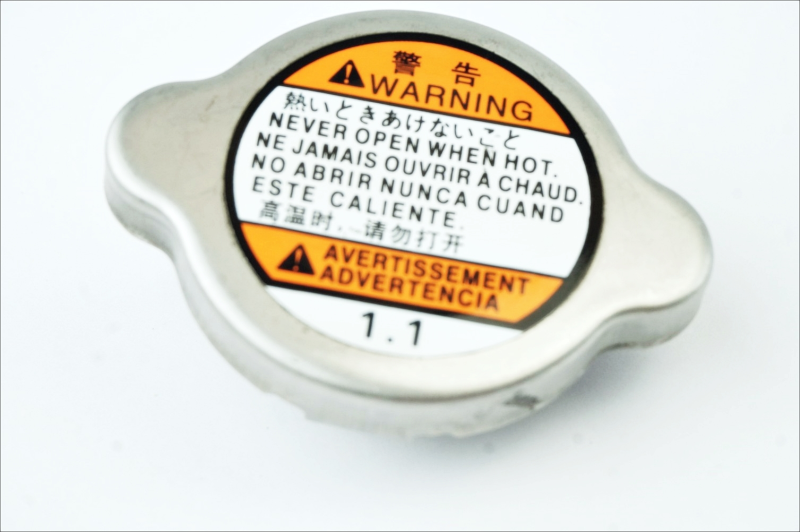 警告
WARNING
熱いときあけないこと
NEVER OPEN WHEN HOT.
NE JAMAIS OUVRIR À CHAUD.
NO ABRIR NUNCA CUAND
ESTE CALIENTE.
高温时,请勿打开
AVERTISSEMENT
ADVERTENCIA
1.1